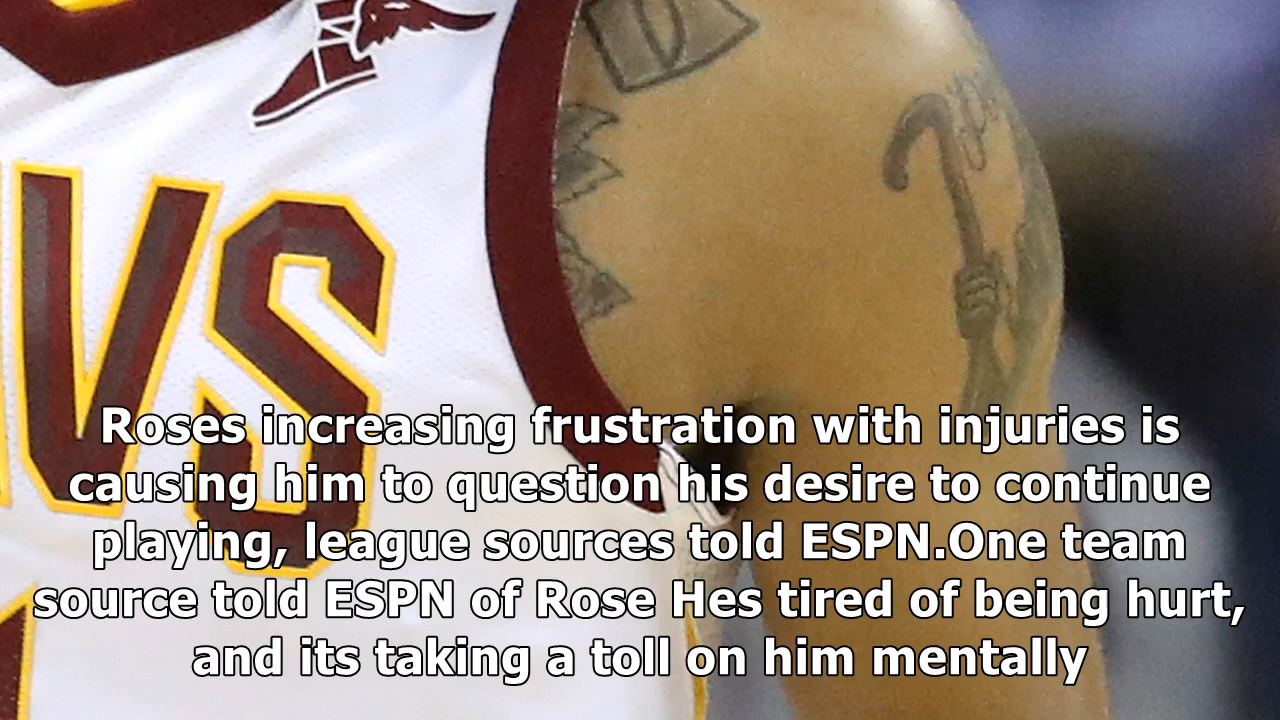 VS
Roses increasing frustration with injuries is
causing him to question his desire to continue
playing, league sources told ESPN.One team
source told ESPN of Rose Hes tired of being hurt,
and its taking a toll on him mentally